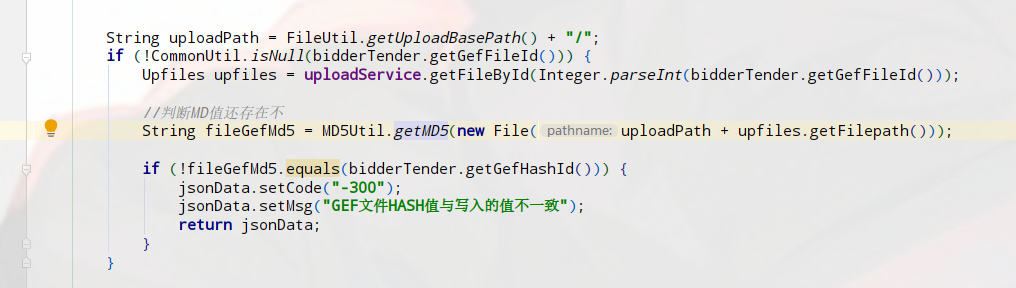 String uploadPath = FileUtil.getUploadBasePath() + "/";
if (!CommonUtil.isNull(bidderTender.getGefFileId())) {
Upfiles upfiles = uploadService.getFileById(Integer.parseInt(bidderTender.getGefFileId()));
//判断MD值还存在不
String fileGefMd5 = MD5Util.getMD5(new File( pathname: uploadPath + upfiles.getFilepath()));
if (!fileGefMd5.equals(bidderTender.getGefHashId())) {
jsonData.setCode("-300");
jsonData.setMsg("GEF文件HASH值与写入的值不一致");
return jsonData;
}
}